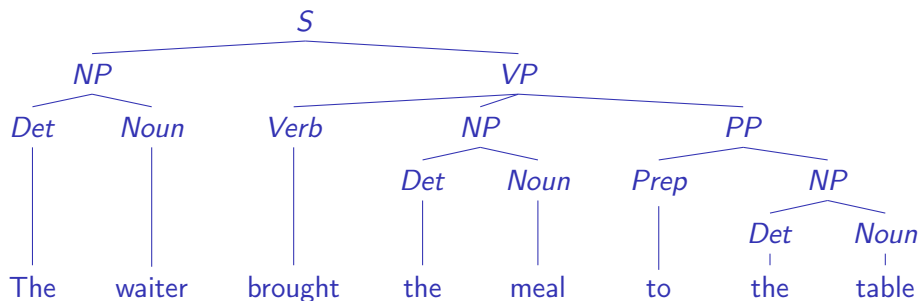 S
NP VP
Det Noun Verb NP PP
Det Noun Prep NP
Det Noun
The waiter brought the meal to the table